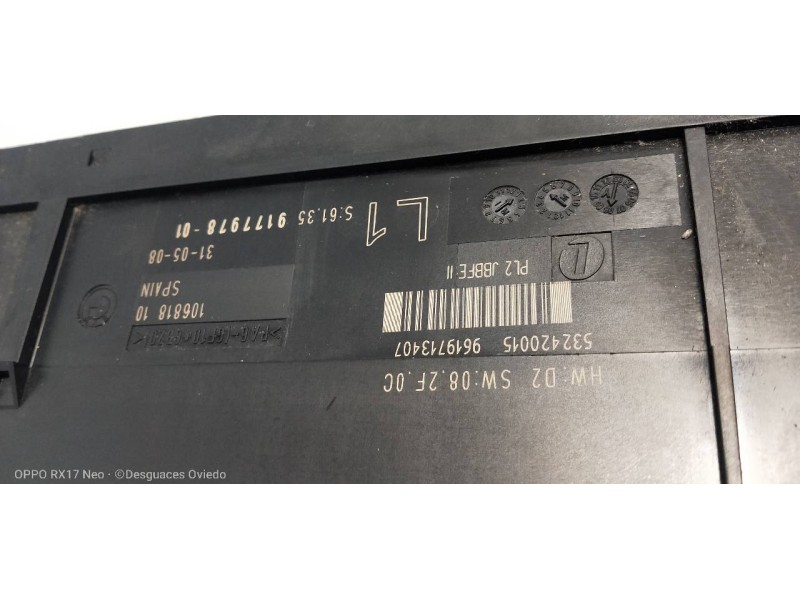 HW:D2 SW:08.2F.0C
532420015 9619713407
PL2 JBBFE-II
L
106818 10
SPAIN
31-05-08
L1
S:61.35 9177978-01
OPPO RX17 Neo · ©Desguaces Oviedo